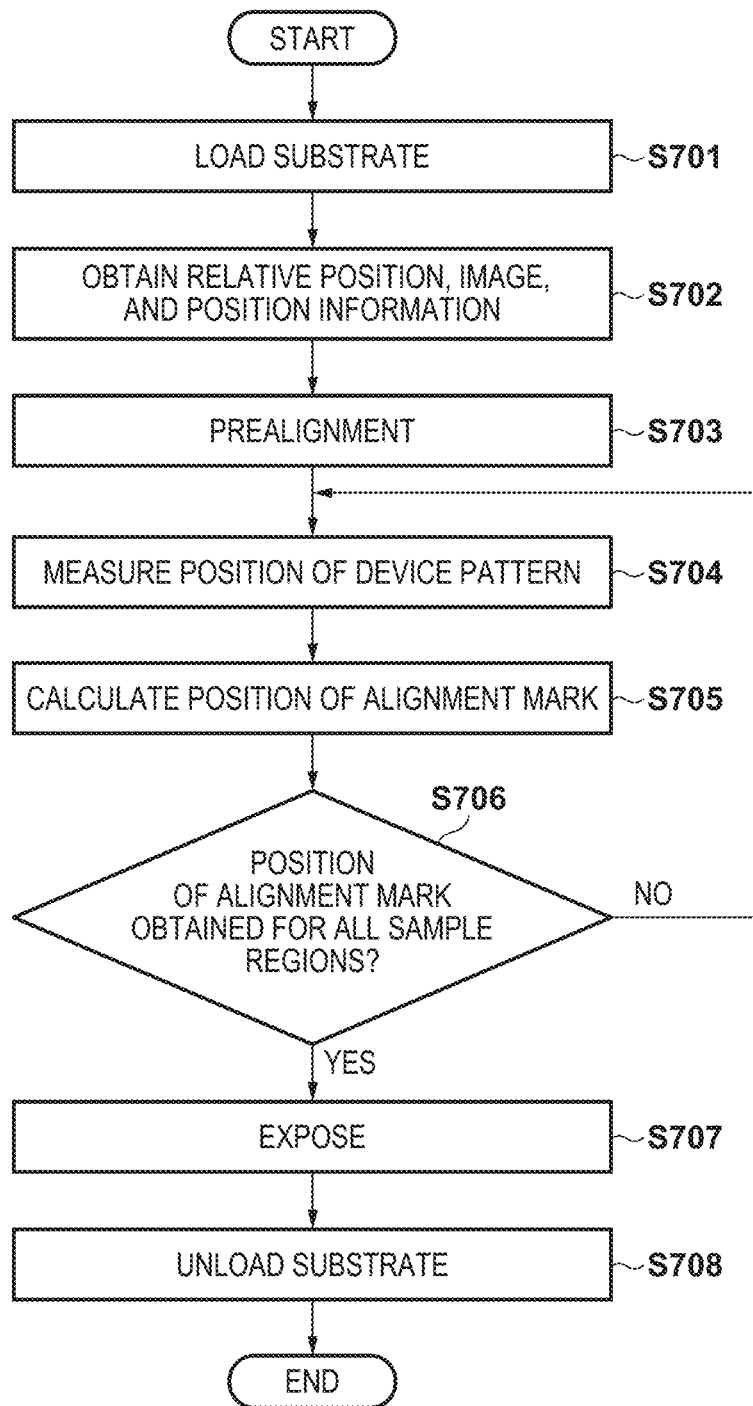 START
LOAD SUBSTRATE
S701
OBTAIN RELATIVE POSITION, IMAGE,
AND POSITION INFORMATION
S702
PREALIGNMENT
S703
MEASURE POSITION OF DEVICE PATTERN
S704
CALCULATE POSITION OF ALIGNMENT MARK
S705
S706
POSITION
OF ALIGNMENT MARK
OBTAINED FOR ALL SAMPLE
REGIONS?
NO
YES
EXPOSE
S707
UNLOAD SUBSTRATE
S708
END